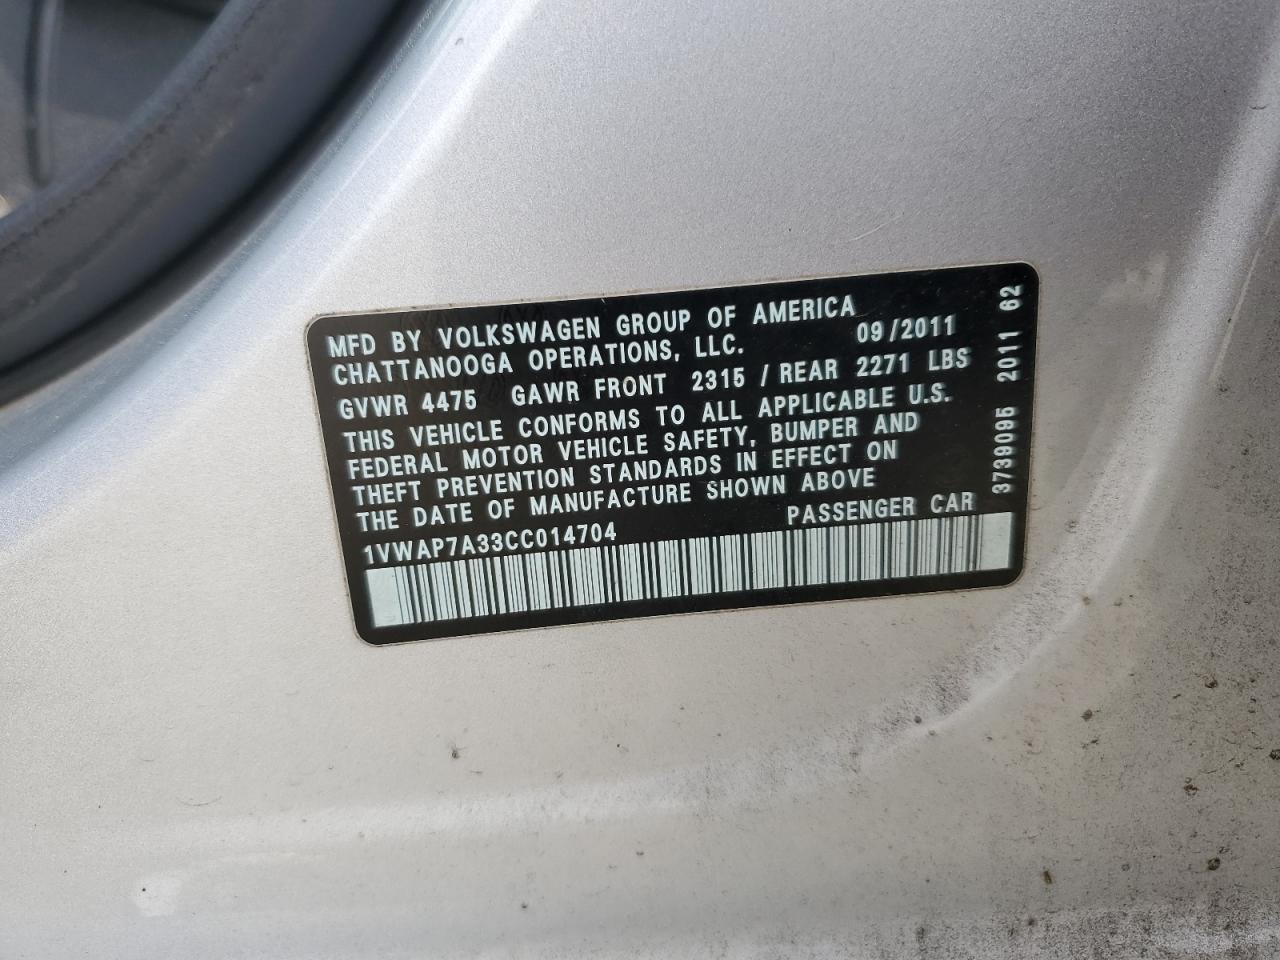 MFD BY VOLKSWAGEN GROUP OF AMERICA
CHATTANOOGA OPERATIONS, LLC. 09/2011
GVWR 4475 GAWR FRONT 2315 / REAR 2271 LBS
THIS VEHICLE CONFORMS TO ALL APPLICABLE U.S.
FEDERAL MOTOR VEHICLE SAFETY, BUMPER AND
THEFT PREVENTION STANDARDS IN EFFECT ON
THE DATE OF MANUFACTURE SHOWN ABOVE
1VWAP7A33CC014704 PASSENGER CAR
3739095 2011 62